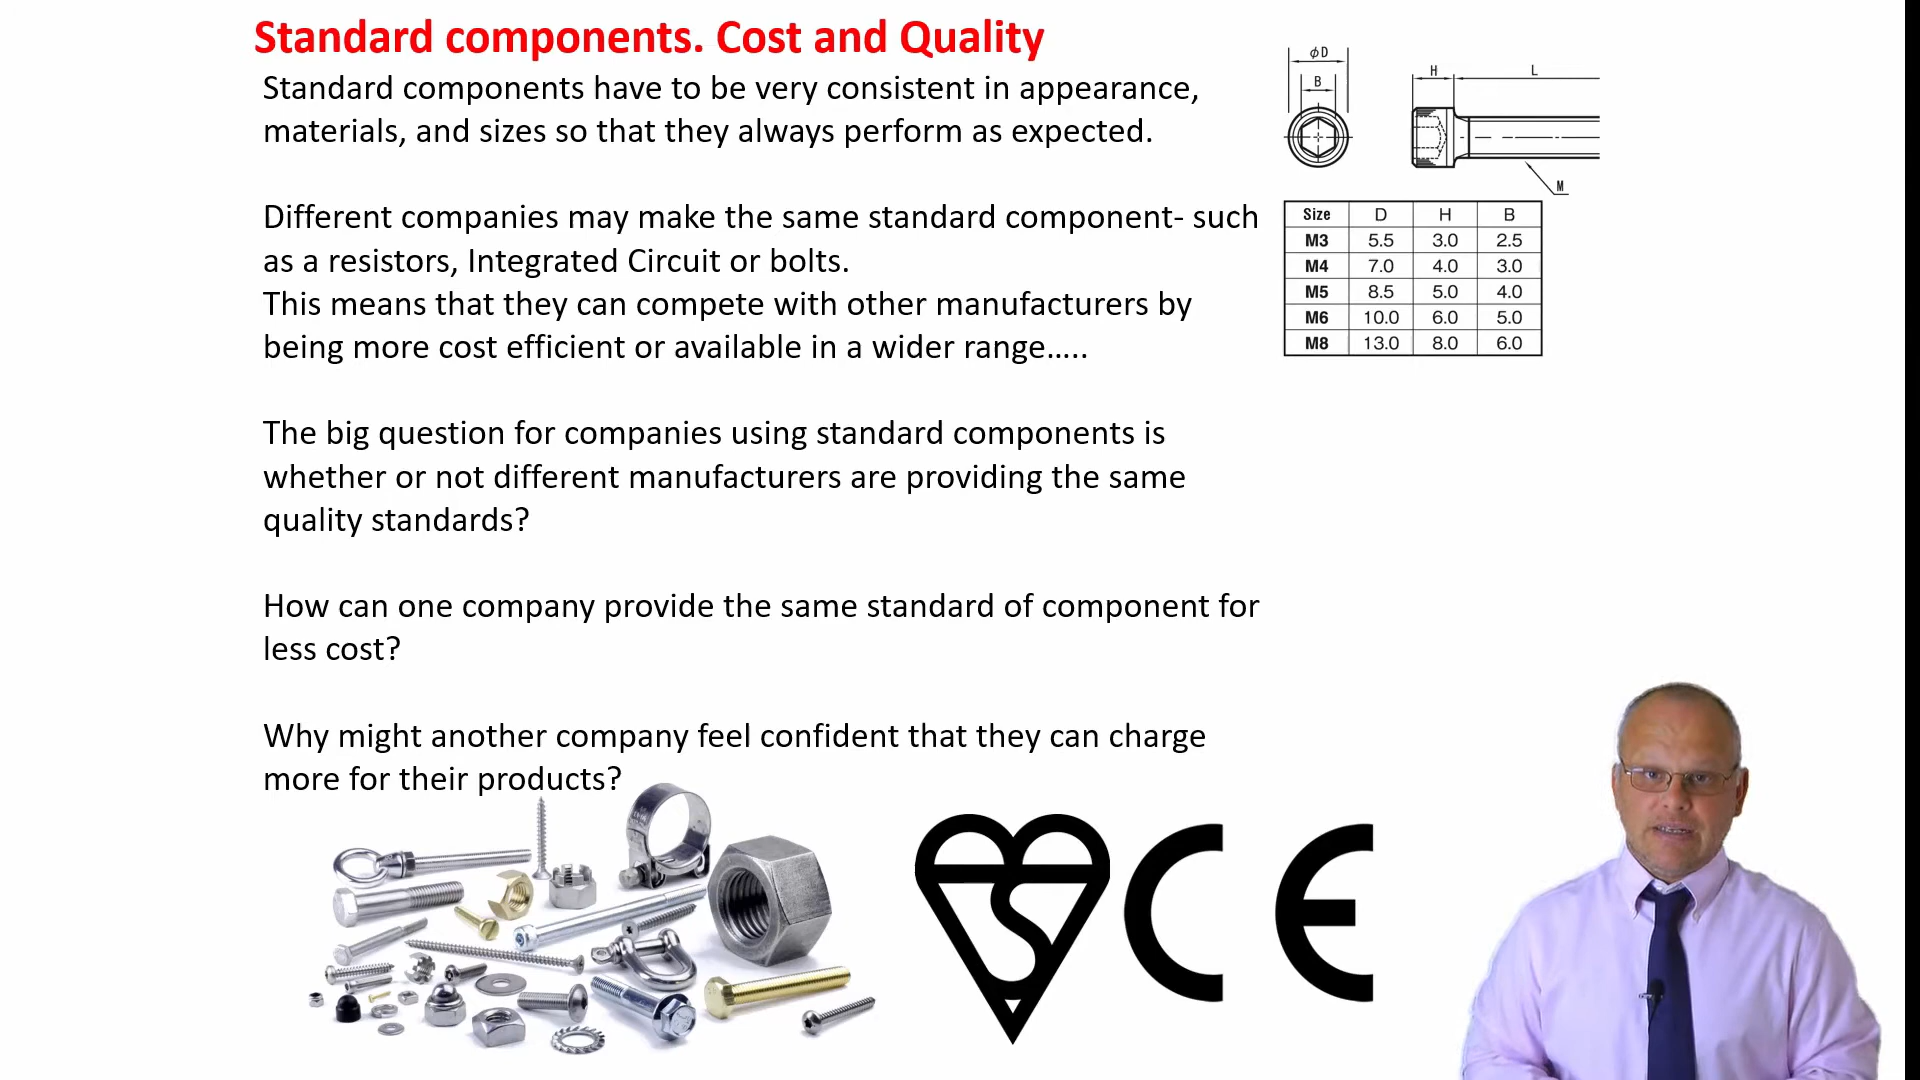 Standard components. Cost and Quality
Standard components have to be very consistent in appearance,
materials, and sizes so that they always perform as expected.
Different companies may make the same standard component- such
as a resistors, Integrated Circuit or bolts.
This means that they can compete with other manufacturers by
being more cost efficient or available in a wider range.....
The big question for companies using standard components is
whether or not different manufacturers are providing the same
quality standards?
How can one company provide the same standard of component for
less cost?
Why might another company feel confident that they can charge
more for their products?
φD
B
H L
M
Size D H B
M3 5.5 3.0 2.5
M4 7.0 4.0 3.0
M5 8.5 5.0 4.0
M6 10.0 6.0 5.0
M8 13.0 8.0 6.0
CE